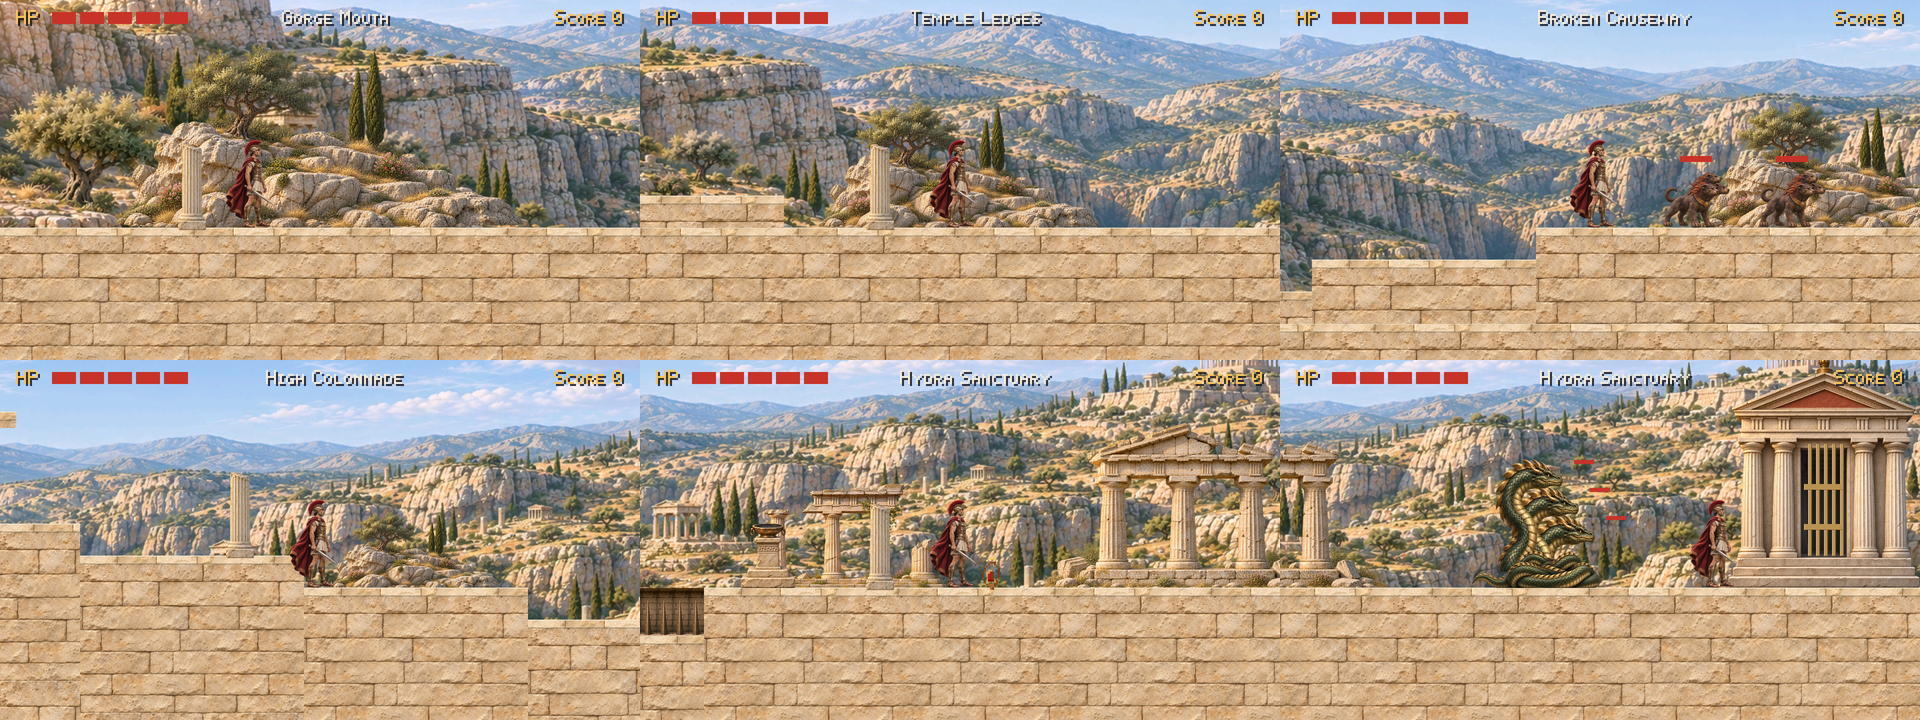 HP Gorge Mouth Score 0
HP Temple Ledges Score 0
HP Broken Causeway Score 0
HP High Colonnade Score 0
HP Hydra Sanctuary Score 0
HP Hydra Sanctuary Score 0